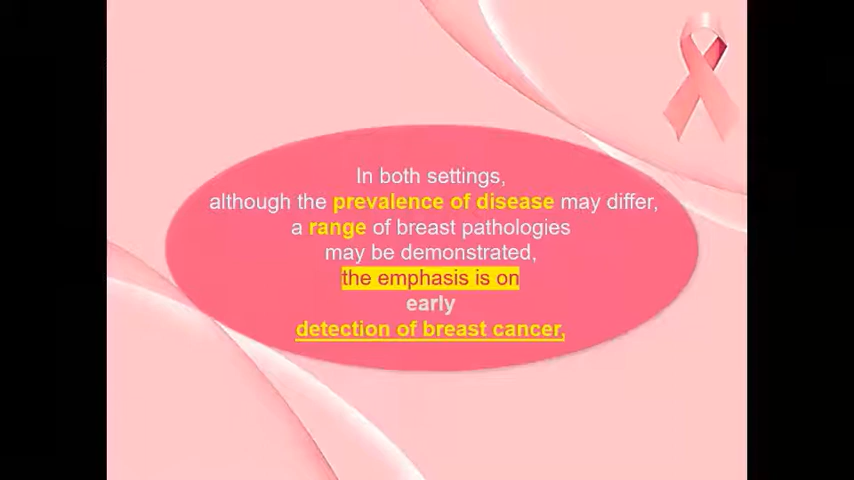 In both settings,
although the prevalence of disease may differ,
a range of breast pathologies
may be demonstrated,
the emphasis is on
early
detection of breast cancer,